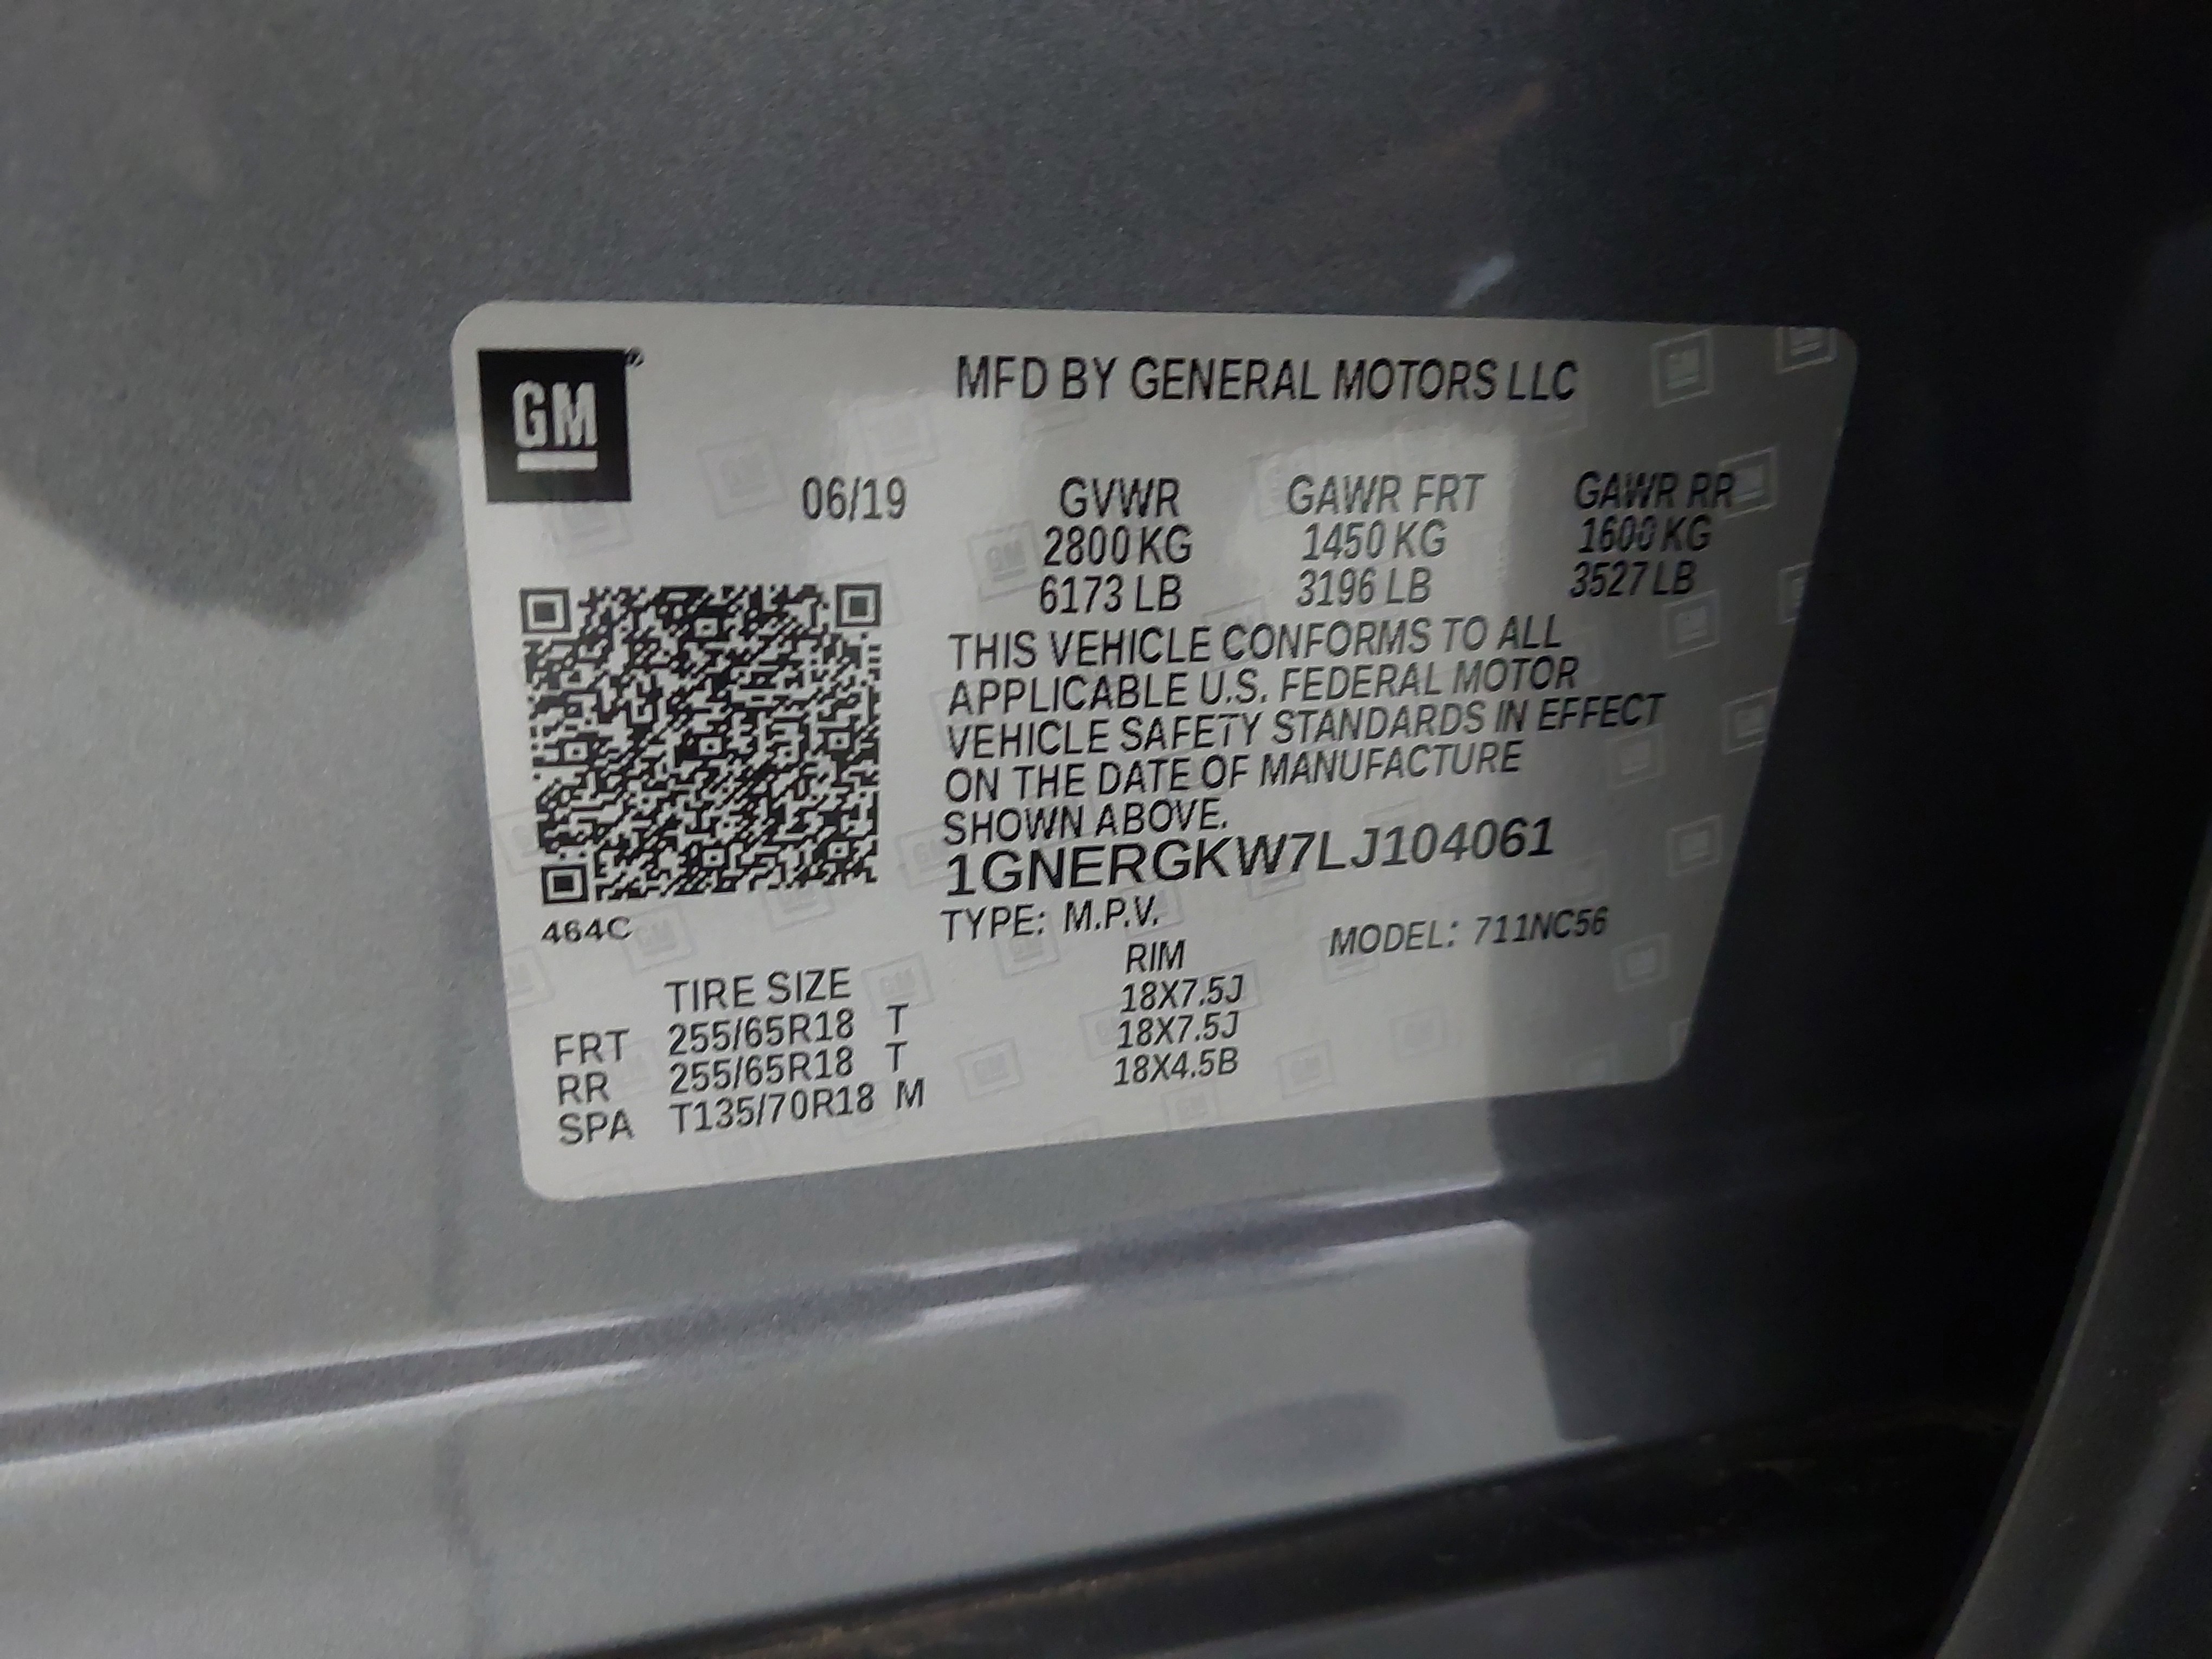 GM
MFD BY GENERAL MOTORS LLC
06/19 GVWR GAWR FRT GAWR RR
2800 KG 1450 KG 1600 KG
6173 LB 3196 LB 3527 LB
THIS VEHICLE CONFORMS TO ALL
APPLICABLE U.S. FEDERAL MOTOR
VEHICLE SAFETY STANDARDS IN EFFECT
ON THE DATE OF MANUFACTURE
SHOWN ABOVE.
1GNERGKW7LJ104061
464C
TYPE: M.P.V. MODEL: 711NC56
TIRE SIZE RIM
FRT 255/65R18 T 18X7.5J
RR 255/65R18 T 18X7.5J
SPA T135/70R18 M 18X4.5B